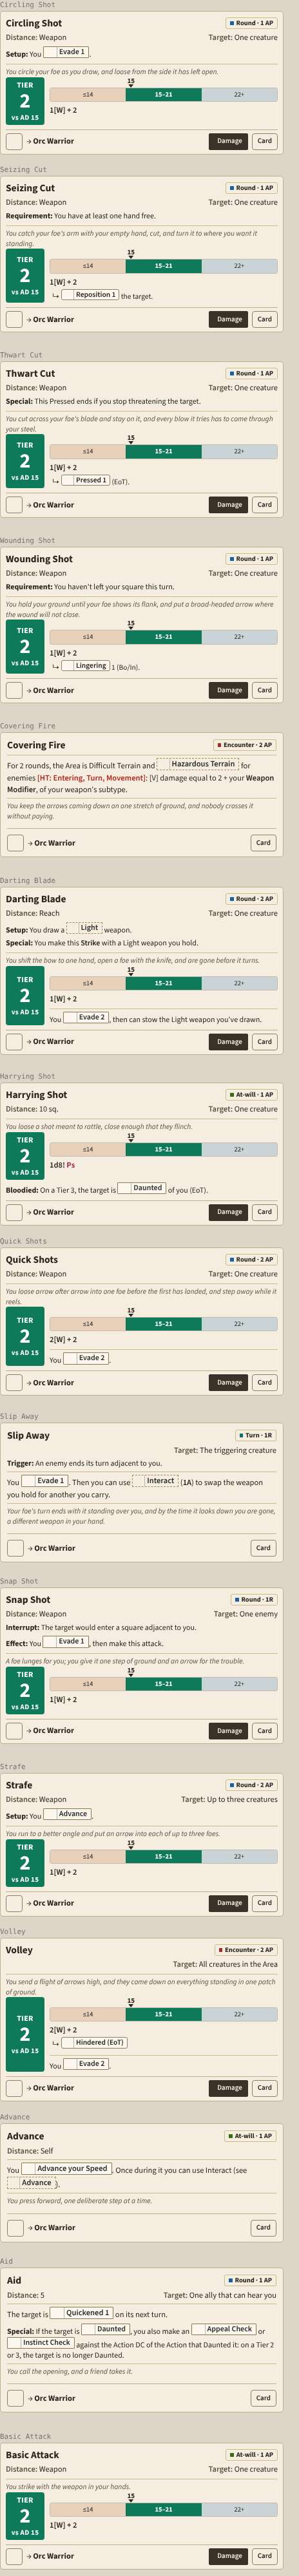 Circling Shot
Circling Shot
Round · 1 AP
Distance: Weapon
Target: One creature
Setup: You Evade 1.
You circle your foe as you draw, and loose from the side it has left open.
TIER
2
vs AD 15
15
≤14
15–21
22+
1[W] + 2
→ Orc Warrior
Damage
Card
Seizing Cut
Seizing Cut
Round · 1 AP
Distance: Weapon
Target: One creature
Requirement: You have at least one hand free.
You catch your foe's arm with your empty hand, cut, and turn it to where you want it
standing.
TIER
2
vs AD 15
15
≤14
15–21
22+
1[W] + 2
↳ Reposition 1 the target.
→ Orc Warrior
Damage
Card
Thwart Cut
Thwart Cut
Round · 1 AP
Distance: Weapon
Target: One creature
Special: This Pressed ends if you stop threatening the target.
You cut across your foe's blade and stay on it, and every blow it tries has to come through
your steel.
TIER
2
vs AD 15
15
≤14
15–21
22+
1[W] + 2
↳ Pressed 1 (EoT).
→ Orc Warrior
Damage
Card
Wounding Shot
Wounding Shot
Round · 1 AP
Distance: Weapon
Target: One creature
Requirement: You haven't left your square this turn.
You hold your ground until your foe shows its flank, and put a broad-headed arrow where
the wound will not close.
TIER
2
vs AD 15
15
≤14
15–21
22+
1[W] + 2
↳ Lingering 1 (Bo/In).
→ Orc Warrior
Damage
Card
Covering Fire
Covering Fire
Encounter · 2 AP
For 2 rounds, the Area is Difficult Terrain and Hazardous Terrain for
enemies [HT: Entering, Turn, Movement]: [V] damage equal to 2 + your Weapon
Modifier, of your weapon's subtype.
You keep the arrows coming down on one stretch of ground, and nobody crosses it
without paying.
→ Orc Warrior
Card
Darting Blade
Darting Blade
Round · 2 AP
Distance: Reach
Target: One creature
Setup: You draw a Light weapon.
Special: You make this Strike with a Light weapon you hold.
You shift the bow to one hand, open a foe with the knife, and are gone before it turns.
TIER
2
vs AD 15
15
≤14
15–21
22+
1[W] + 2
You Evade 2, then can stow the Light weapon you've drawn.
→ Orc Warrior
Damage
Card
Harrying Shot
Harrying Shot
At-will · 1 AP
Distance: 10 sq.
Target: One creature
You loose a shot meant to rattle, close enough that they flinch.
TIER
2
vs AD 15
15
≤14
15–21
22+
1d8! Ps
Bloodied: On a Tier 3, the target is Daunted of you (EoT).
→ Orc Warrior
Damage
Card
Quick Shots
Quick Shots
Round · 2 AP
Distance: Weapon
Target: One creature
You loose arrow after arrow into one foe before the first has landed, and step away while it
reels.
TIER
2
vs AD 15
15
≤14
15–21
22+
2[W] + 2
You Evade 2.
→ Orc Warrior
Damage
Card
Slip Away
Slip Away
Turn · 1R
Target: The triggering creature
Trigger: An enemy ends its turn adjacent to you.
You Evade 1. Then you can use Interact (1A) to swap the weapon
you hold for another you carry.
Your foe's turn ends with it standing over you, and by the time it looks down you are gone,
a different weapon in your hand.
→ Orc Warrior
Card
Snap Shot
Snap Shot
Round · 1R
Distance: Weapon
Target: One enemy
Interrupt: The target would enter a square adjacent to you.
Effect: You Evade 1, then make this attack.
A foe lunges for you; you give it one step of ground and an arrow for the trouble.
TIER
2
vs AD 15
15
≤14
15–21
22+
1[W] + 2
→ Orc Warrior
Damage
Card
Strafe
Strafe
Round · 2 AP
Distance: Weapon
Target: Up to three creatures
Setup: You Advance.
You run to a better angle and put an arrow into each of up to three foes.
TIER
2
vs AD 15
15
≤14
15–21
22+
1[W] + 2
→ Orc Warrior
Damage
Card
Volley
Volley
Encounter · 2 AP
Target: All creatures in the Area
You send a flight of arrows high, and they come down on everything standing in one patch
of ground.
TIER
2
vs AD 15
15
≤14
15–21
22+
2[W] + 2
↳ Hindered (EoT)
You Evade 2.
→ Orc Warrior
Damage
Card
Advance
Advance
At-will · 1 AP
Distance: Self
You Advance your Speed. Once during it you can use Interact (see
Advance).
You press forward, one deliberate step at a time.
→ Orc Warrior
Card
Aid
Aid
Round · 1 AP
Distance: 5
Target: One ally that can hear you
The target is Quickened 1 on its next turn.
Special: If the target is Daunted, you also make an Appeal Check or
Instinct Check against the Action DC of the Action that Daunted it: on a Tier 2
or 3, the target is no longer Daunted.
You call the opening, and a friend takes it.
→ Orc Warrior
Card
Basic Attack
Basic Attack
At-will · 1 AP
Distance: Weapon
Target: One creature
You strike with the weapon in your hands.
TIER
2
vs AD 15
15
≤14
15–21
22+
1[W] + 2
→ Orc Warrior
Damage
Card